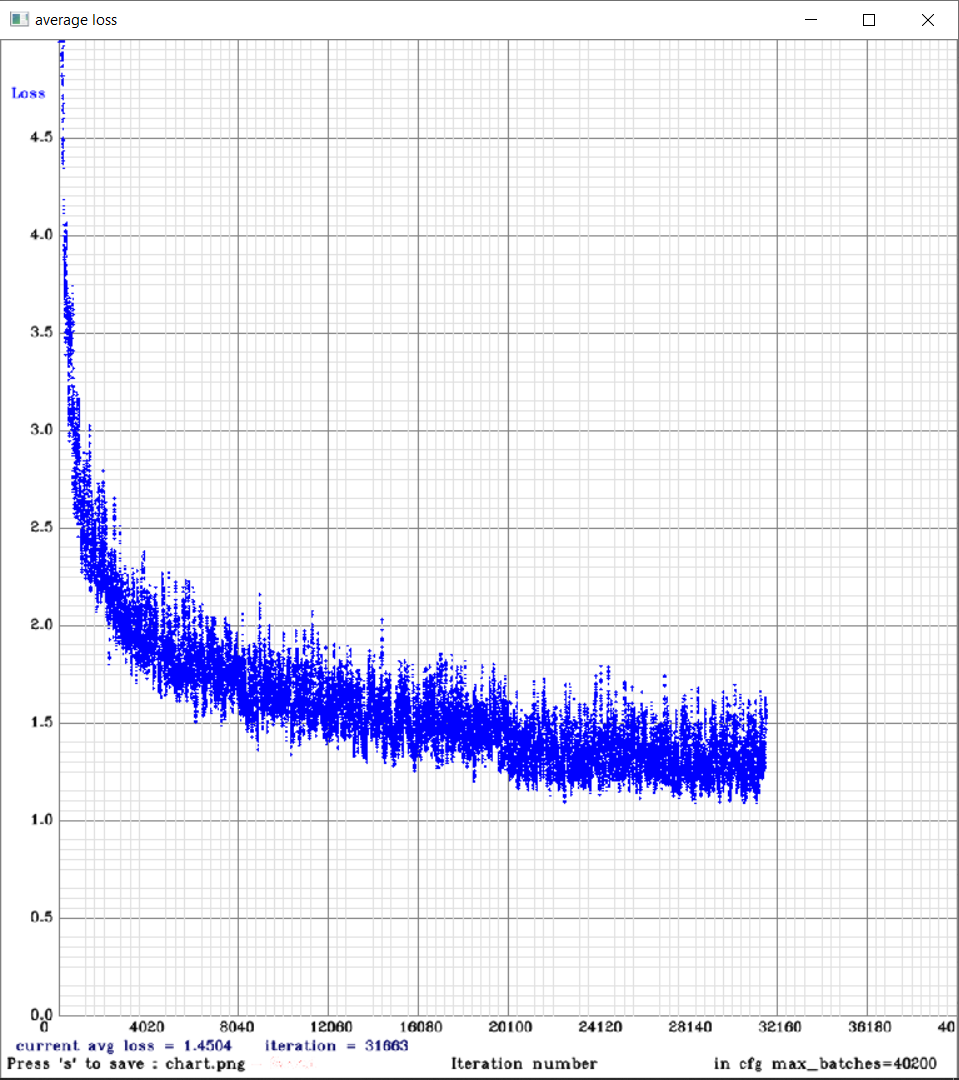 average loss
Loss
4.5
4.0
3.5
3.0
2.5
2.0
1.5
1.0
0.5
0.0
0 4020 8040 12060 16080 20100 24120 28140 32160 36180 40
current avg loss = 1.4504 iteration = 31663
Press 's' to save : chart.png Iteration number in cfg max_batches=40200